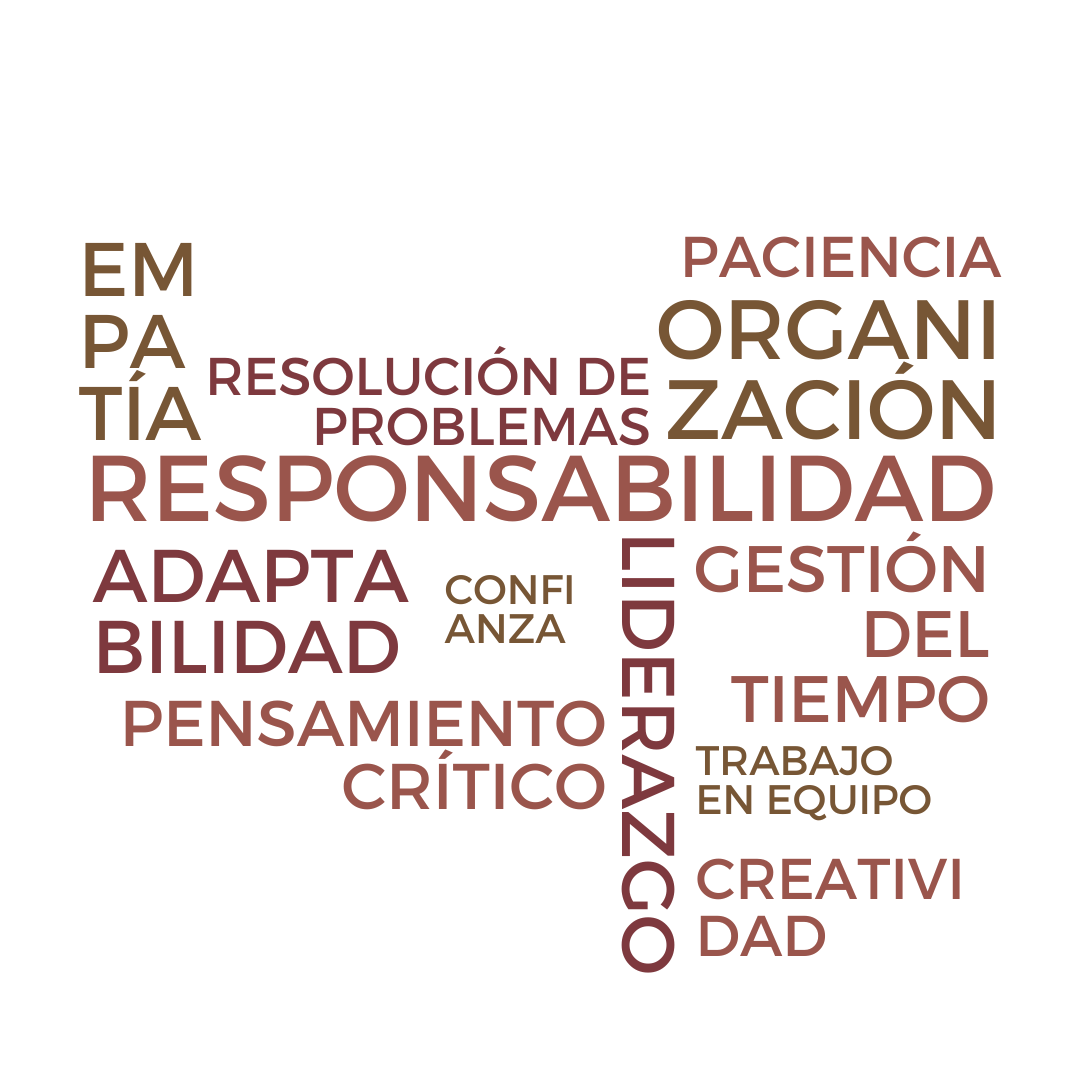 EM
PA
TÍA
PACIENCIA
ORGANI
ZACIÓN
RESOLUCIÓN DE
PROBLEMAS
RESPONSABILIDAD
ADAPTA
BILIDAD
CONFI
ANZA
LIDERAZGO
GESTIÓN
DEL
TIEMPO
PENSAMIENTO
CRÍTICO
TRABAJO
EN EQUIPO
CREATIVI
DAD